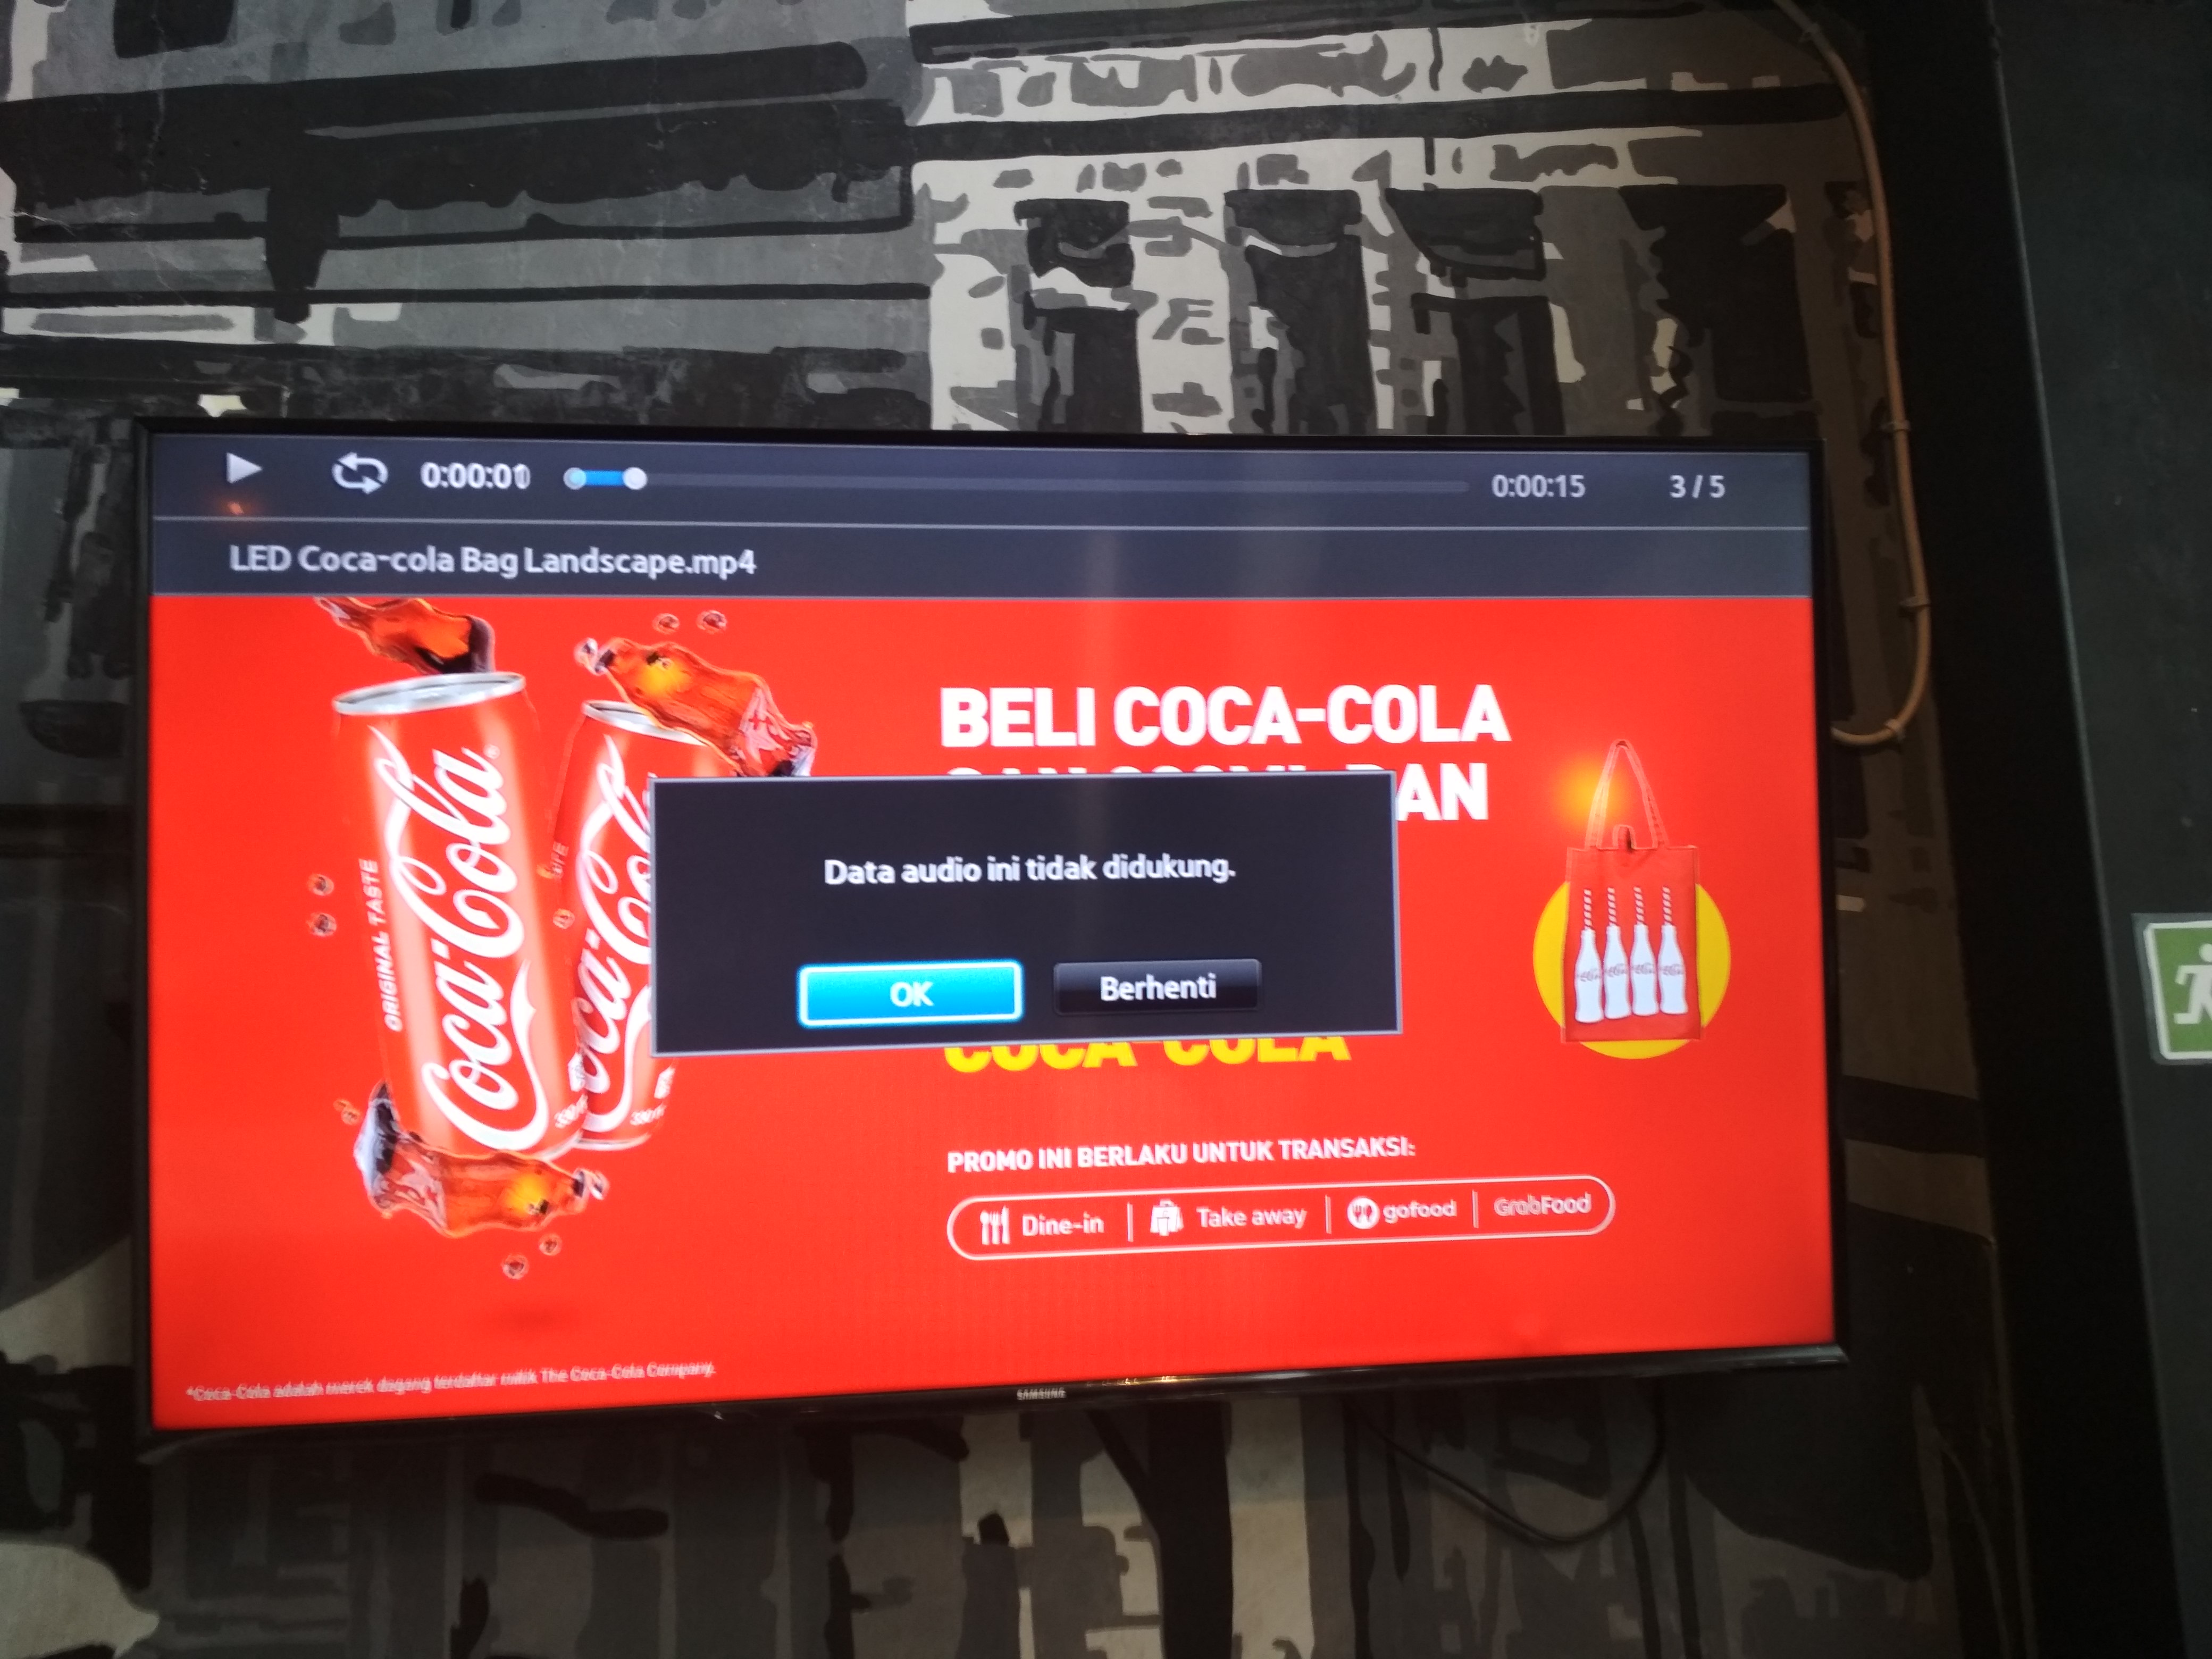 0:00:01
0:00:15
3 / 5
LED Coca-cola Bag Landscape.mp4
BELI COCA-COLA
DAN
Data audio ini tidak didukung.
OK
Berhenti
COCA-COLA
PROMO INI BERLAKU UNTUK TRANSAKSI:
Dine-in
Take away
gofood
GrabFood
*Coca-Cola adalah merek dagang terdaftar milik The Coca-Cola Company.
Coca-Cola
ORIGINAL TASTE
Coca-Cola
SAMSUNG